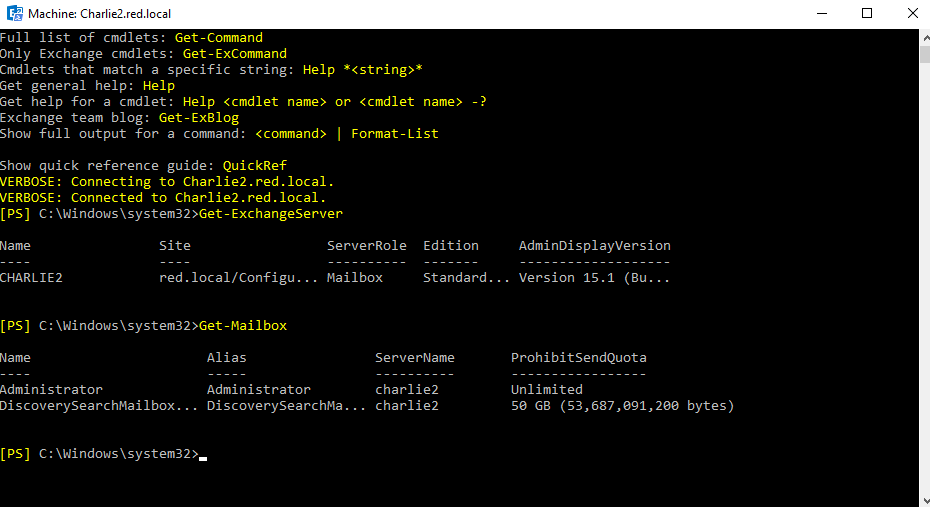 Machine: Charlie2.red.local
Full list of cmdlets: Get-Command
Only Exchange cmdlets: Get-ExCommand
Cmdlets that match a specific string: Help *<string>*
Get general help: Help
Get help for a cmdlet: Help <cmdlet name> or <cmdlet name> -?
Exchange team blog: Get-ExBlog
Show full output for a command: <command> | Format-List
Show quick reference guide: QuickRef
VERBOSE: Connecting to Charlie2.red.local.
VERBOSE: Connected to Charlie2.red.local.
[PS] C:\Windows\system32>Get-ExchangeServer
Name                Site                 ServerRole  Edition     AdminDisplayVersion
----                ----                 ----------  -------     -------------------
CHARLIE2            red.local/Configu... Mailbox     Standard... Version 15.1 (Bu...
[PS] C:\Windows\system32>Get-Mailbox
Name                      Alias                ServerName       ProhibitSendQuota
----                      -----                ----------       -----------------
Administrator             Administrator        charlie2         Unlimited
DiscoverySearchMailbox... DiscoverySearchMa... charlie2         50 GB (53,687,091,200 bytes)
[PS] C:\Windows\system32>